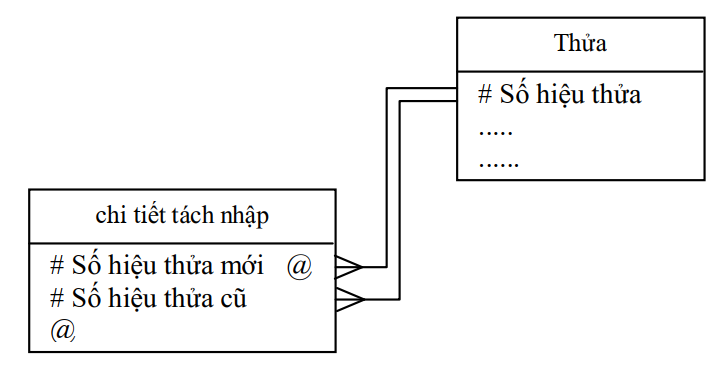 Thửa
# Số hiệu thửa
.....
......
chi tiết tách nhập
# Số hiệu thửa mới @
# Số hiệu thửa cũ
@